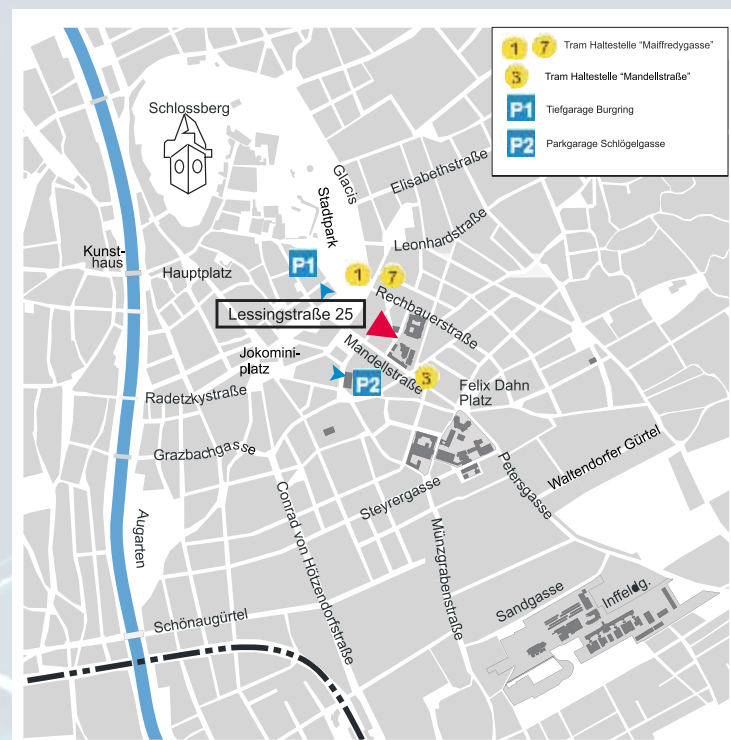 1 7 Tram Haltestelle "Maiffredygasse"
3 Tram Haltestelle "Mandellstraße"
P1 Tiefgarage Burgring
P2 Parkgarage Schlögelgasse
Schlossberg
Glacis
Elisabethstraße
Stadtpark
Leonhardstraße
Kunst-
haus
Hauptplatz
P1
1 7
Rechbauerstraße
Lessingstraße 25
Mandellstraße
Jokomini-
platz
P2
3
Felix Dahn
Platz
Radetzkystraße
Grazbachgasse
Waltendorfer Gürtel
Petersgasse
Steyrergasse
Augarten
Conrad von Hötzendorfstraße
Münzgrabenstraße
Sandgasse
Inffeldg.
Schönaugürtel